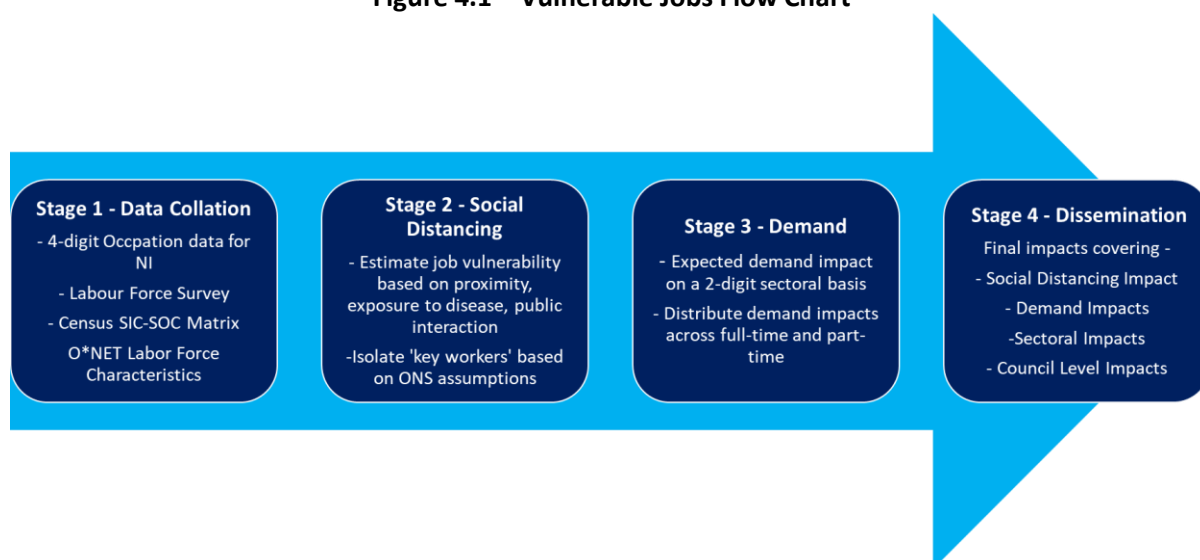 Figure 4.1 – Vulnerable Jobs Flow Chart
Stage 1 - Data Collation
- 4-digit Occpation data for
NI
- Labour Force Survey
- Census SIC-SOC Matrix
O*NET Labor Force
Characteristics
Stage 2 - Social
Distancing
- Estimate job vulnerability
based on proximity,
exposure to disease, public
interaction
-Isolate 'key workers' based
on ONS assumptions
Stage 3 - Demand
- Expected demand impact
on a 2-digit sectoral basis
- Distribute demand impacts
across full-time and part-
time
Stage 4 - Dissemination
Final impacts covering -
- Social Distancing Impact
- Demand Impacts
-Sectoral Impacts
- Council Level Impacts